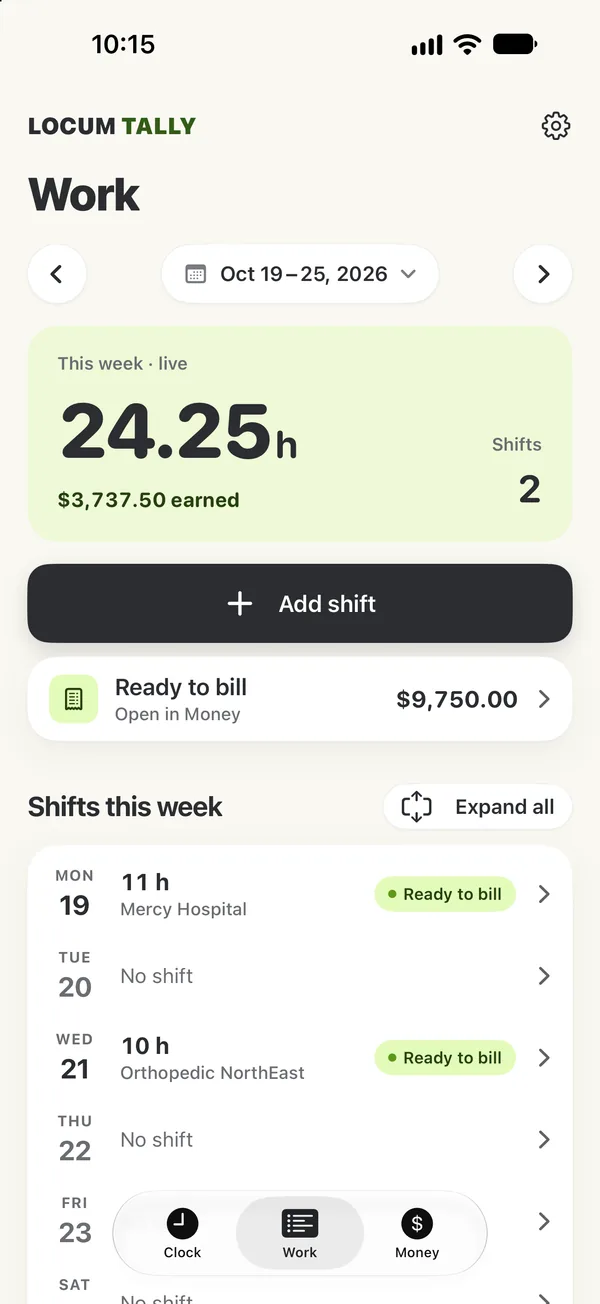 10:15
LOCUM TALLY
Work
Oct 19–25, 2026
This week · live
24.25h
$3,737.50 earned
Shifts
2
Add shift
Ready to bill
Open in Money
$9,750.00
Shifts this week
Expand all
MON
19
11 h
Mercy Hospital
Ready to bill
TUE
20
No shift
WED
21
10 h
Orthopedic NorthEast
Ready to bill
THU
22
No shift
FRI
23
Clock
Work
Money
SAT
No shift